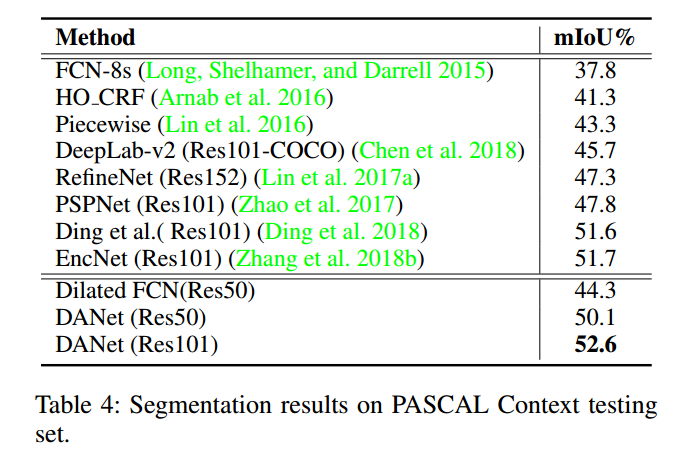 Method mIoU%
FCN-8s (Long, Shelhamer, and Darrell 2015) 37.8
HO_CRF (Arnab et al. 2016) 41.3
Piecewise (Lin et al. 2016) 43.3
DeepLab-v2 (Res101-COCO) (Chen et al. 2018) 45.7
RefineNet (Res152) (Lin et al. 2017a) 47.3
PSPNet (Res101) (Zhao et al. 2017) 47.8
Ding et al.( Res101) (Ding et al. 2018) 51.6
EncNet (Res101) (Zhang et al. 2018b) 51.7
Dilated FCN(Res50) 44.3
DANet (Res50) 50.1
DANet (Res101) 52.6
Table 4: Segmentation results on PASCAL Context testing
set.